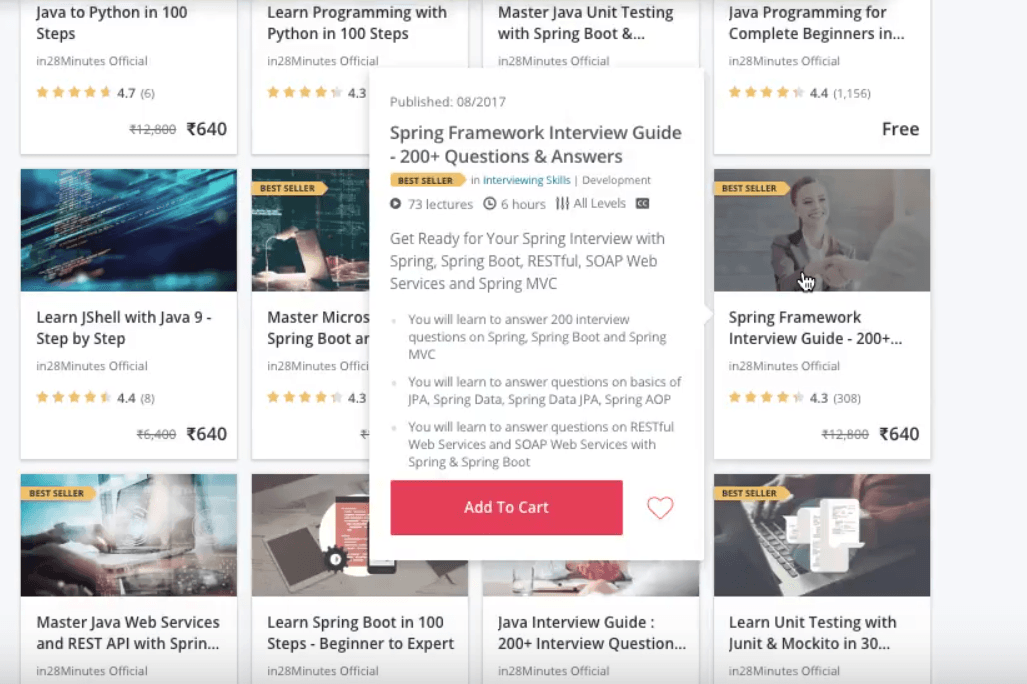 Java to Python in 100
Steps
in28Minutes Official
4.7 (6)
₹12,800 ₹640
Learn Programming with
Python in 100 Steps
in28Minutes Official
4.3
Master Java Unit Testing
with Spring Boot &...
in28Minutes Official
Java Programming for
Complete Beginners in...
in28Minutes Official
4.4 (1,156)
Free
Published: 08/2017
Spring Framework Interview Guide
- 200+ Questions & Answers
BEST SELLER in Interviewing Skills | Development
73 lectures 6 hours All Levels CC
Get Ready for Your Spring Interview with
Spring, Spring Boot, RESTful, SOAP Web
Services and Spring MVC
You will learn to answer 200 interview
questions on Spring, Spring Boot and Spring
MVC
You will learn to answer questions on basics of
JPA, Spring Data, Spring Data JPA, Spring AOP
You will learn to answer questions on RESTful
Web Services and SOAP Web Services with
Spring & Spring Boot
Add To Cart
Learn JShell with Java 9 -
Step by Step
in28Minutes Official
4.4 (8)
₹6,400 ₹640
BEST SELLER
Master Micros
Spring Boot ar
in28Minutes Offici
4.3
BEST SELLER
Spring Framework
Interview Guide - 200+...
in28Minutes Official
4.3 (308)
₹12,800 ₹640
BEST SELLER
Master Java Web Services
and REST API with Sprin...
in28Minutes Official
Learn Spring Boot in 100
Steps - Beginner to Expert
in28Minutes Official
Java Interview Guide :
200+ Interview Question...
in28Minutes Official
BEST SELLER
Learn Unit Testing with
Junit & Mockito in 30...
in28Minutes Official